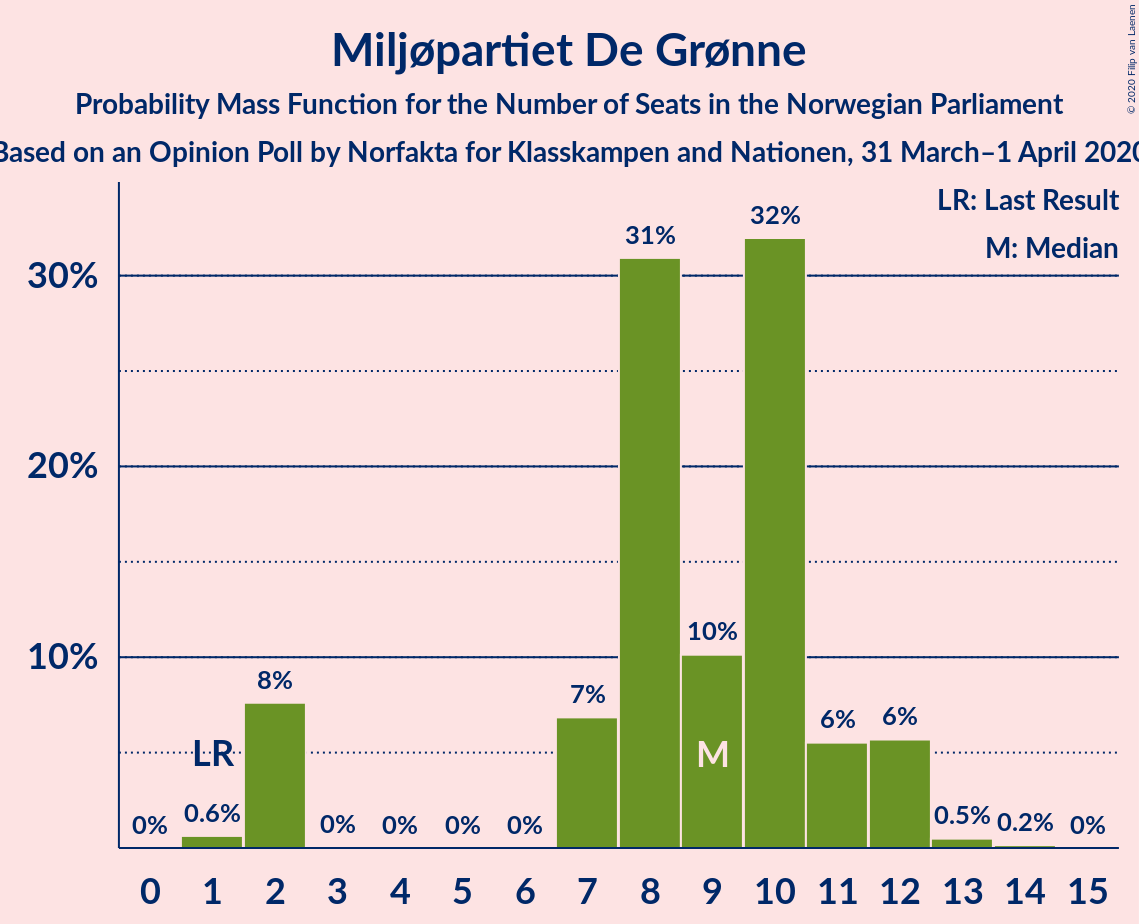 Miljøpartiet De Grønne
Probability Mass Function for the Number of Seats in the Norwegian Parliament
Based on an Opinion Poll by Norfakta for Klasskampen and Nationen, 31 March–1 April 2020
© 2020 Filip van Laenen
LR: Last Result
M: Median
30%
20%
10%
0%
0.6%
8%
0%
0%
0%
0%
7%
31%
10%
32%
6%
6%
0.5%
0.2%
0%
LR
M
0 1 2 3 4 5 6 7 8 9 10 11 12 13 14 15